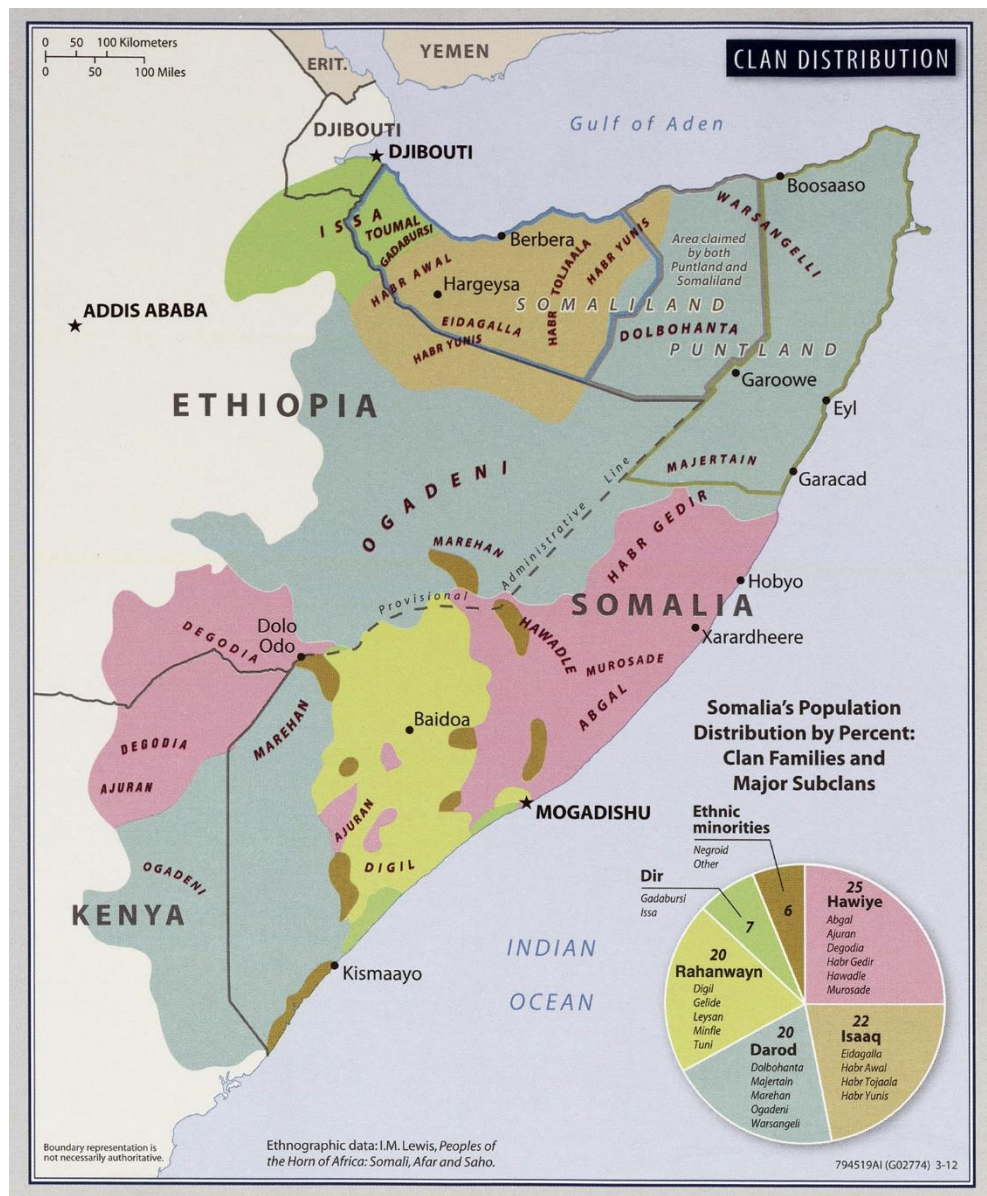 0 50 100 Kilometers
0 50 100 Miles
ERIT.
YEMEN
CLAN DISTRIBUTION
DJIBOUTI
DJIBOUTI
Gulf of Aden
Boosaaso
ISSA
TOUMAL
GADABURSI
Berbera
WARSANGELLI
Area claimed
by both
Puntland and
Somaliland
HABR AWAL
Hargeysa
HABR TOLJAALA
HABR YUNIS
ADDIS ABABA
SOMALILAND
EIDAGALLA
HABR YUNIS
DOLBOHANTA
PUNTLAND
Garoowe
ETHIOPIA
Eyl
MAJERTAIN
Garacad
OGADENI
Provisional Administrative Line
MAREHAN
HABR GEDIR
Hobyo
SOMALIA
DEGODIA
Dolo
Odo
HAWADLE
Xarardheere
MUROSADE
ABGAL
MAREHAN
Baidoa
DEGODIA
AJURAN
AJURAN
MOGADISHU
DIGIL
OGADENI
KENYA
Kismaayo
INDIAN
OCEAN
Somalia's Population
Distribution by Percent:
Clan Families and
Major Subclans
Ethnic
minorities
Negroid
Other
6
Dir
Gadabursi
Issa
7
25
Hawiye
Abgal
Ajuran
Degodia
Habr Gedir
Hawadle
Murosade
20
Rahanwayn
Digil
Gelide
Leysan
Minfle
Tuni
22
Isaaq
Eidagalla
Habr Awal
Habr Tojaala
Habr Yunis
20
Darod
Dolbohanta
Majertain
Marehan
Ogadeni
Warsangeli
Boundary representation is
not necessarily authoritative.
Ethnographic data: I.M. Lewis, Peoples of
the Horn of Africa: Somali, Afar and Saho.
794519AI (G02774) 3-12